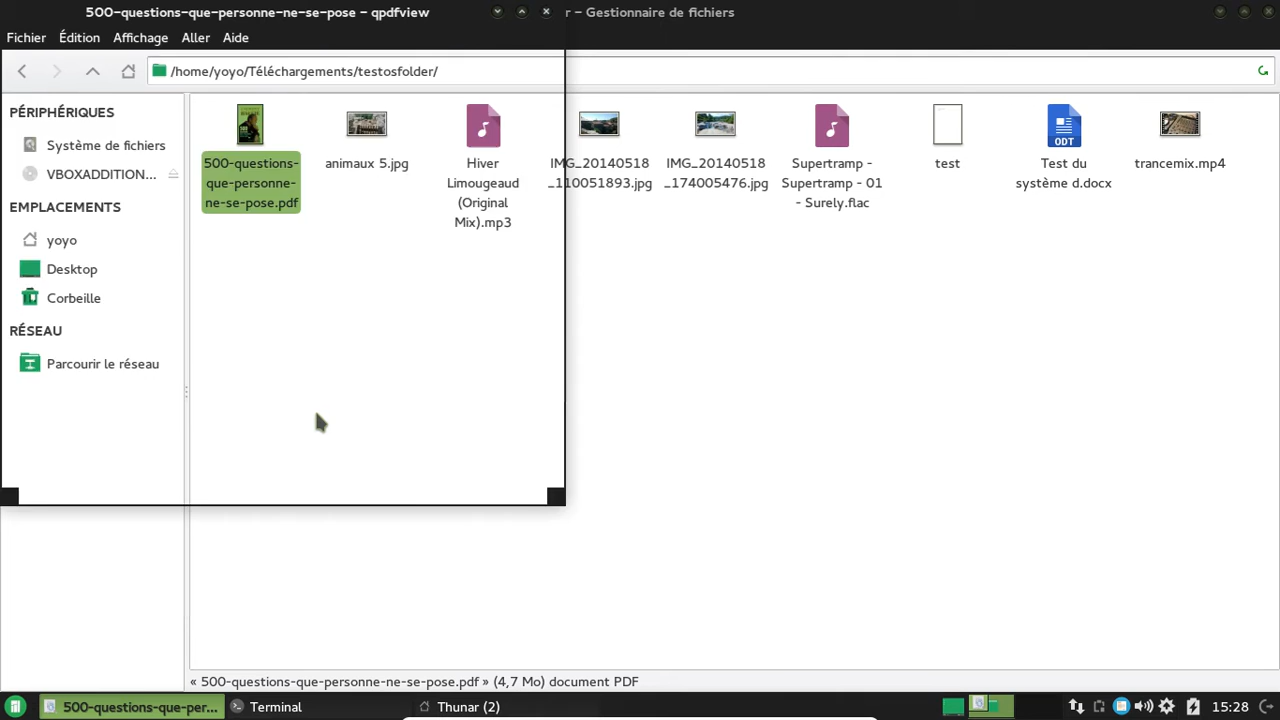 500-questions-que-personne-ne-se-pose – qpdfview
r – Gestionnaire de fichiers
Fichier Édition Affichage Aller Aide
/home/yoyo/Téléchargements/testosfolder/
PÉRIPHÉRIQUES
Système de fichiers
VBOXADDITION...
EMPLACEMENTS
yoyo
Desktop
Corbeille
RÉSEAU
Parcourir le réseau
500-questions-
que-personne-
ne-se-pose.pdf
animaux 5.jpg
Hiver
Limougeaud
(Original
Mix).mp3
IMG_20140518
_110051893.jpg
IMG_20140518
_174005476.jpg
Supertramp -
Supertramp - 01
- Surely.flac
test
ODT
Test du
système d.docx
trancemix.mp4
« 500-questions-que-personne-ne-se-pose.pdf » (4,7 Mo) document PDF
500-questions-que-per... Terminal Thunar (2) 15:28